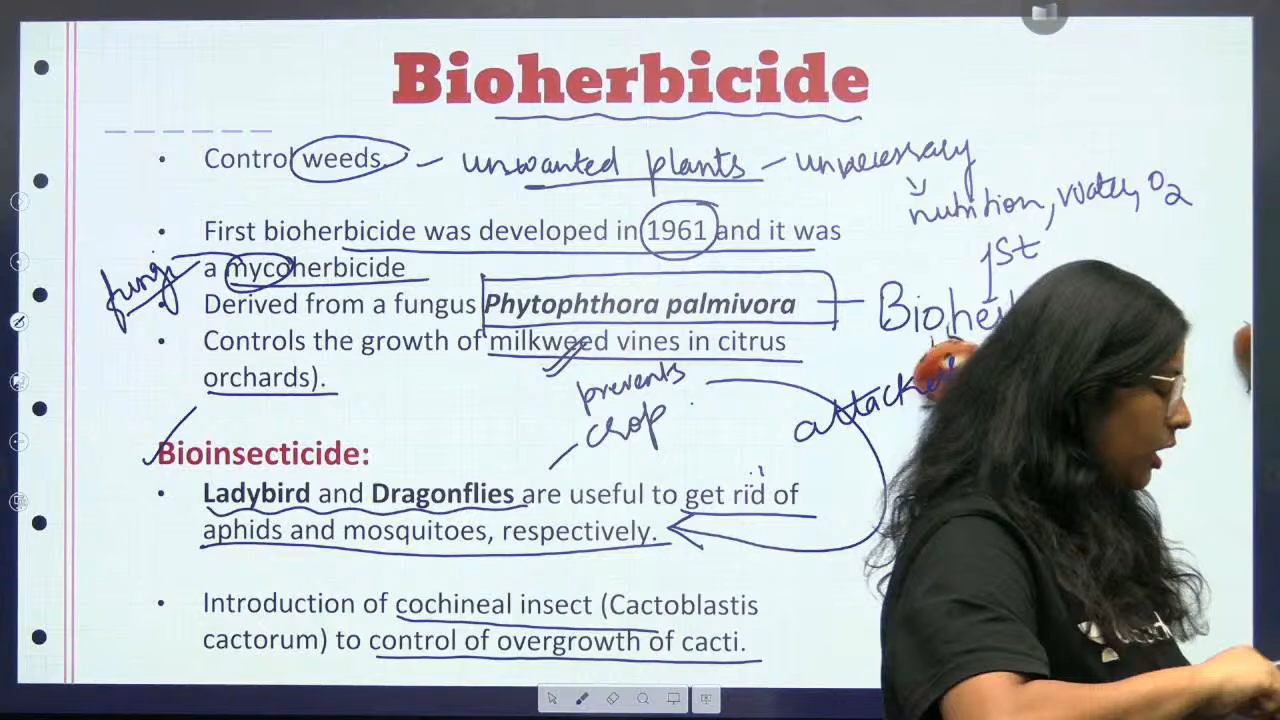 Bioherbicide
• Control weeds. – unwanted plants – unnecessary
nutrition, water, O2
• First bioherbicide was developed in 1961 and it was
a mycoherbicide
fungi
1st
• Derived from a fungus Phytophthora palmivora — Bioher
• Controls the growth of milkweed vines in citrus
orchards).
prevents
crop
attacker
Bioinsecticide:
• Ladybird and Dragonflies are useful to get rid of
aphids and mosquitoes, respectively.
• Introduction of cochineal insect (Cactoblastis
cactorum) to control of overgrowth of cacti.